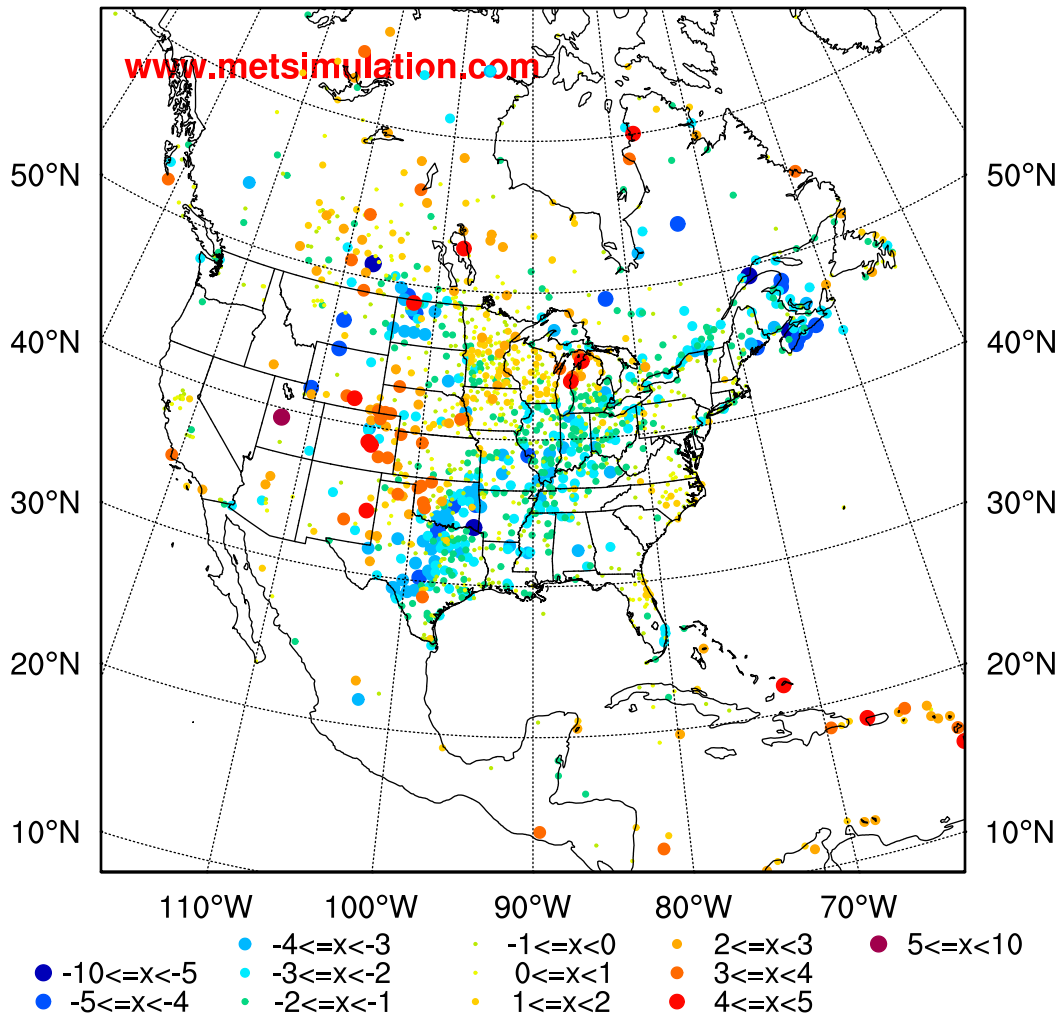 www.metsimulation.com
50°N 50°N
40°N 40°N
30°N 30°N
20°N 20°N
10°N 10°N
110°W 100°W 90°W 80°W 70°W
-4<=x<-3 -1<=x<0 2<=x<3 5<=x<10
-10<=x<-5 -3<=x<-2 0<=x<1 3<=x<4
-5<=x<-4 -2<=x<-1 1<=x<2 4<=x<5